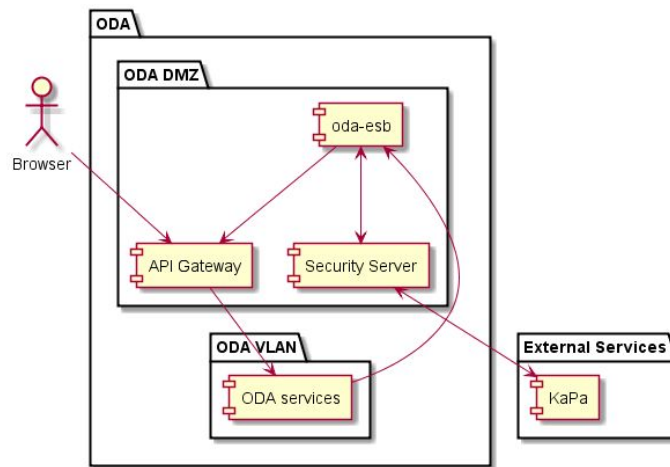 ODA
ODA DMZ
oda-esb
Browser
API Gateway
Security Server
ODA VLAN
External Services
ODA services
KaPa